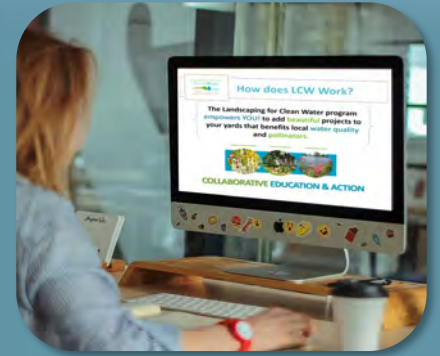 How does LCW Work?
The Landscaping for Clean Water program
empowers YOU! to add beautiful projects to
your yards that benefits local water quality
and pollinators.
COLLABORATIVE EDUCATION & ACTION